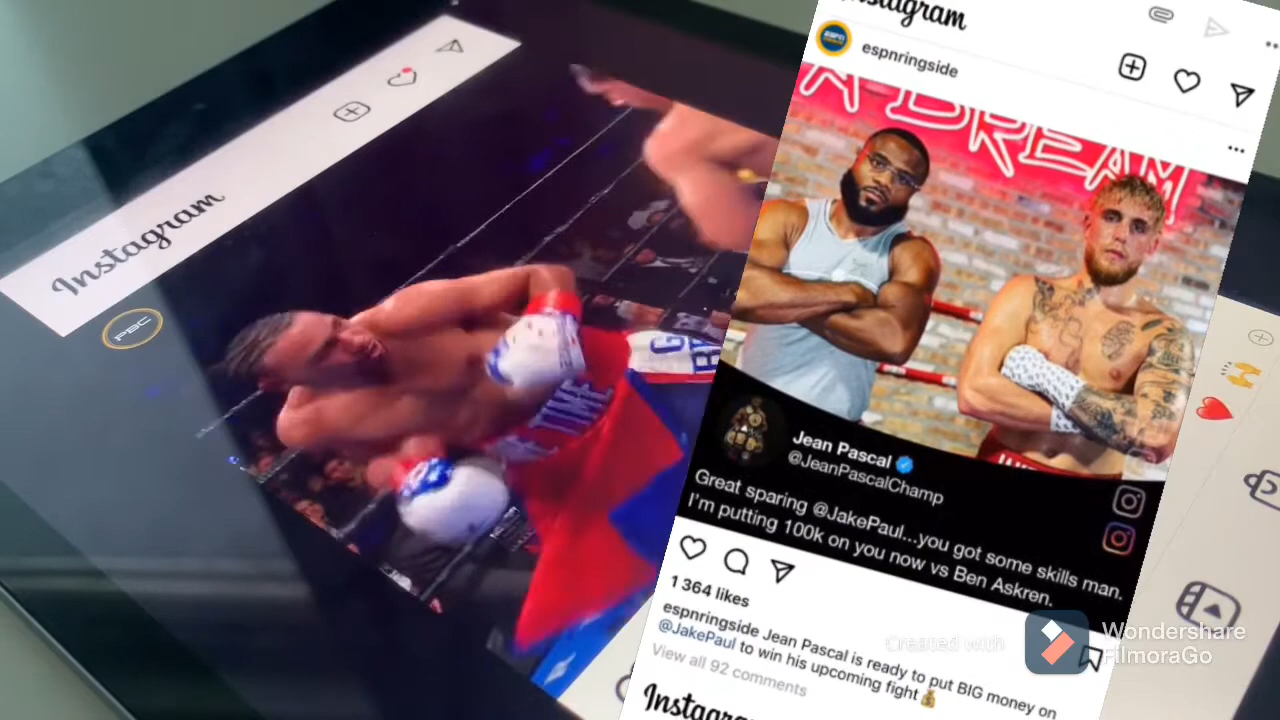 Instagram
PBC
TIME
Instagram
ESPN
espnringside
A DREAM
Jean Pascal
@JeanPascalChamp
Great sparing @JakePaul...you got some skills man.
I'm putting 100k on you now vs Ben Askren.
1 364 likes
espnringside Jean Pascal is ready to put BIG money on
@JakePaul to win his upcoming fight💰
View all 92 comments
Instagram
Created with
Wondershare
FilmoraGo